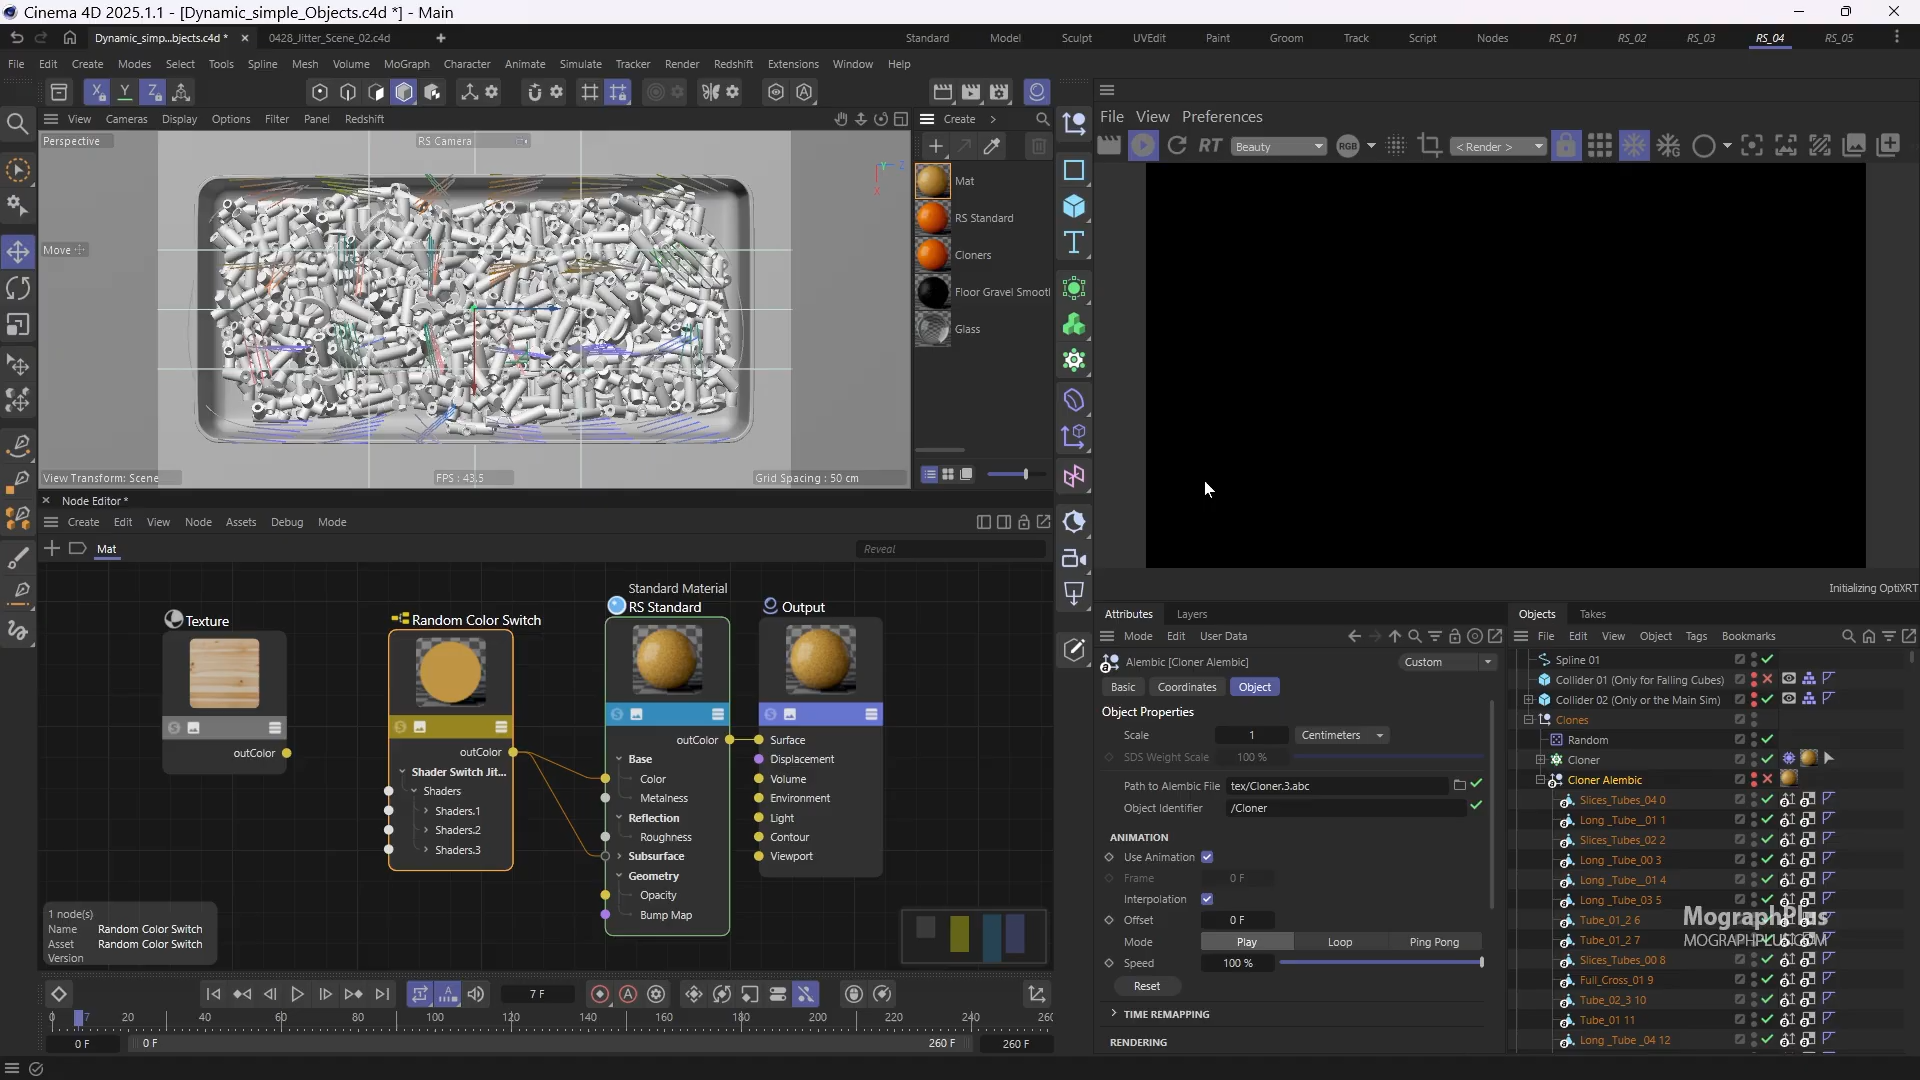 Cinema 4D 2025.1.1 - [Dynamic_simple_Objects.c4d *] - Main
Dynamic_simp...bjects.c4d *
0428_Jitter_Scene_02.c4d
Standard Model Sculpt UVEdit Paint Groom Track Script Nodes RS_01 RS_02 RS_03 RS_04 RS_05
File Edit Create Modes Select Tools Spline Mesh Volume MoGraph Character Animate Simulate Tracker Render Redshift Extensions Window Help
X Y Z
View Cameras Display Options Filter Panel Redshift
Perspective
RS Camera
Move
View Transform: Scene
FPS : 43.5
Grid Spacing : 50 cm
Create
Mat
RS Standard
Cloners
Floor Gravel Smootl
Glass
File View Preferences
RT
Beauty
RGB
< Render >
Initializing OptiXRT
Node Editor *
Create Edit View Node Assets Debug Mode
Mat
Reveal
Texture
outColor
Random Color Switch
outColor
Shader Switch Jit...
Shaders
Shaders.1
Shaders.2
Shaders.3
Standard Material
RS Standard
outColor
Base
Color
Metalness
Reflection
Roughness
Subsurface
Geometry
Opacity
Bump Map
Output
Surface
Displacement
Volume
Environment
Light
Contour
Viewport
1 node(s)
Name Random Color Switch
Asset Random Color Switch
Version
7 F
0 7 20 40 60 80 100 120 140 160 180 200 220 240 260
0 F
0 F
260 F
260 F
Attributes Layers
Mode Edit User Data
Alembic [Cloner Alembic]
Custom
Basic Coordinates Object
Object Properties
Scale 1 Centimeters
SDS Weight Scale 100 %
Path to Alembic File tex/Cloner.3.abc
Object Identifier /Cloner
ANIMATION
Use Animation
Frame 0 F
Interpolation
Offset 0 F
Mode Play Loop Ping Pong
Speed 100 %
Reset
TIME REMAPPING
RENDERING
Objects Takes
File Edit View Object Tags Bookmarks
Spline 01
Collider 01 (Only for Falling Cubes)
Collider 02 (Only or the Main Sim)
Clones
Random
Cloner
Cloner Alembic
Slices_Tubes_04 0
Long _Tube__01 1
Slices_Tubes_02 2
Long_Tube_00 3
Long _Tube__01 4
Long_Tube_03 5
Tube_01_2 6
Tube_01_2 7
Slices_Tubes_00 8
Full_Cross_01 9
Tube_02_3 10
Tube_01 11
Long _Tube _04 12
MographPlus
MOGRAPHPLUS.COM